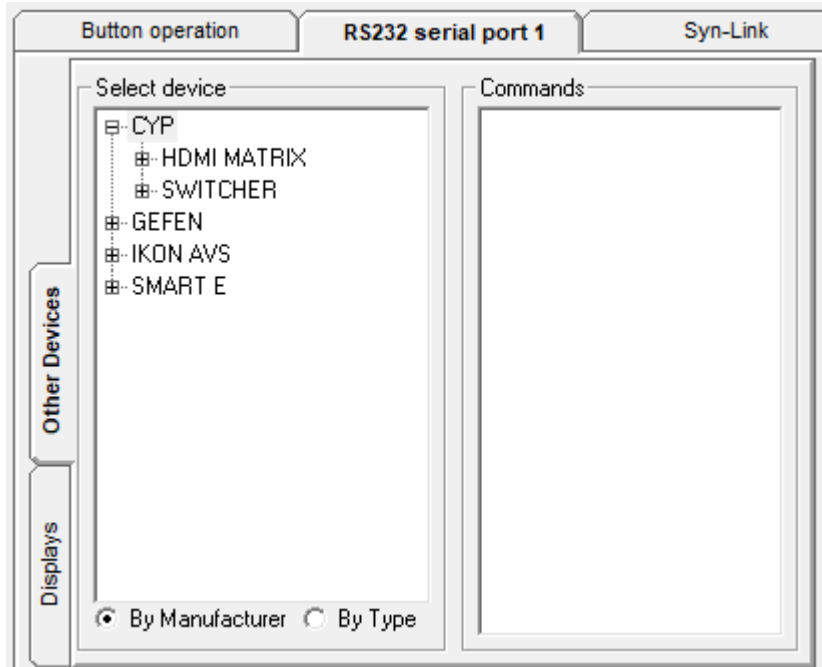 Button operation
RS232 serial port 1
Syn-Link
Other Devices
Displays
Select device
CYP
HDMI MATRIX
SWITCHER
GEFEN
IKON AVS
SMART E
By Manufacturer
By Type
Commands